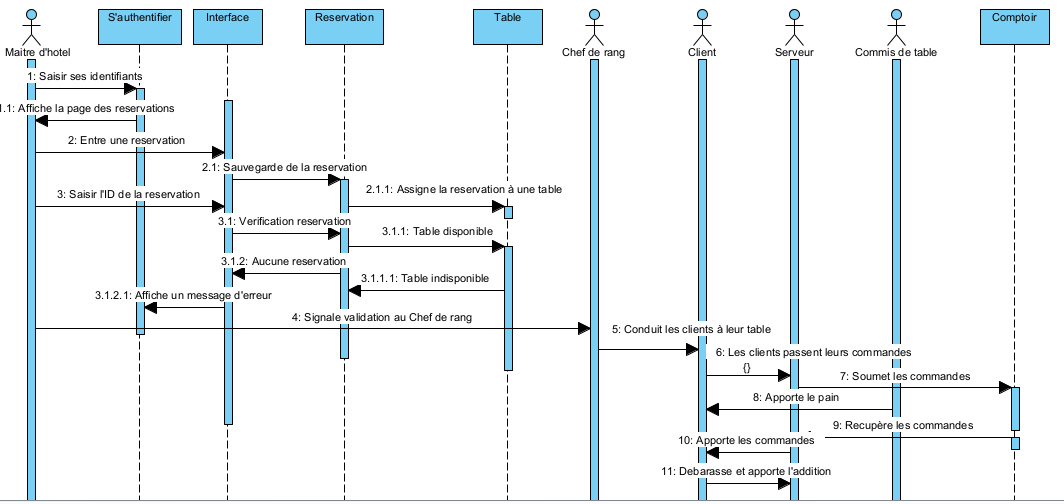 S'authentifier
Interface
Reservation
Table
Comptoir
Maitre d'hotel
Chef de rang
Client
Serveur
Commis de table
1: Saisir ses identifiants
1.1: Affiche la page des reservations
2: Entre une reservation
2.1: Sauvegarde de la reservation
2.1.1: Assigne la reservation à une table
3: Saisir l'ID de la reservation
3.1: Verification reservation
3.1.1: Table disponible
3.1.2: Aucune reservation
3.1.1.1: Table indisponible
3.1.2.1: Affiche un message d'erreur
4: Signale validation au Chef de rang
5: Conduit les clients à leur table
6: Les clients passent leurs commandes
{}
7: Soumet les commandes
8: Apporte le pain
9: Recupère les commandes
10: Apporte les commandes
11: Debarasse et apporte l'addition